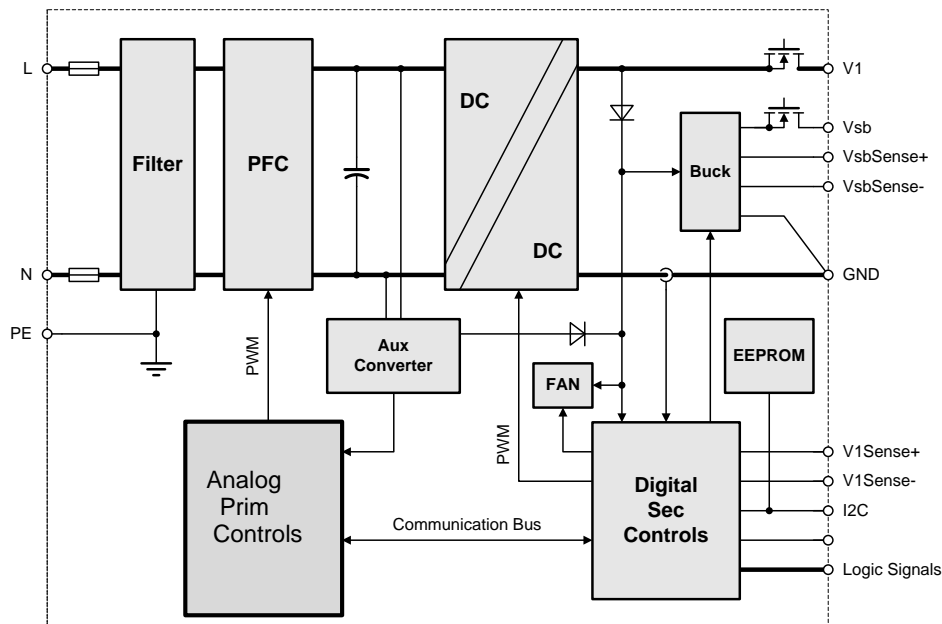 L
V1
DC
Vsb
Filter
PFC
Buck
VsbSense+
VsbSense-
DC
N
GND
PE
PWM
Aux
Converter
EEPROM
FAN
PWM
Analog
Prim
Controls
Digital
Sec
Controls
V1Sense+
V1Sense-
I2C
Communication Bus
Logic Signals